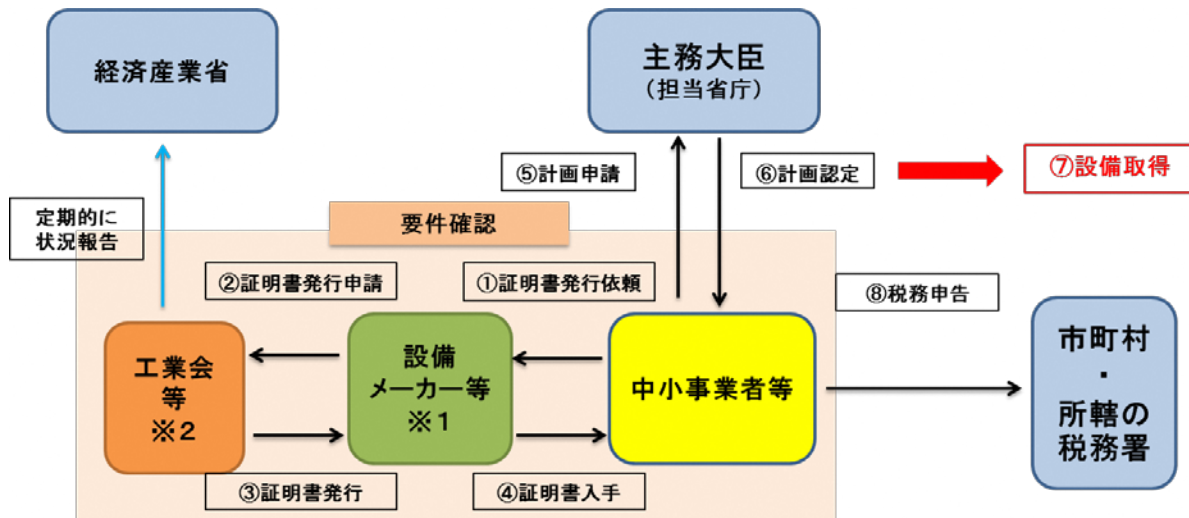 経済産業省
主務大臣
(担当省庁)
⑤計画申請
⑥計画認定
⑦設備取得
定期的に
状況報告
要件確認
②証明書発行申請
①証明書発行依頼
⑧税務申告
工業会
等
※2
設備
メーカー等
※1
中小事業者等
市町村
・
所轄の
税務署
③証明書発行
④証明書入手